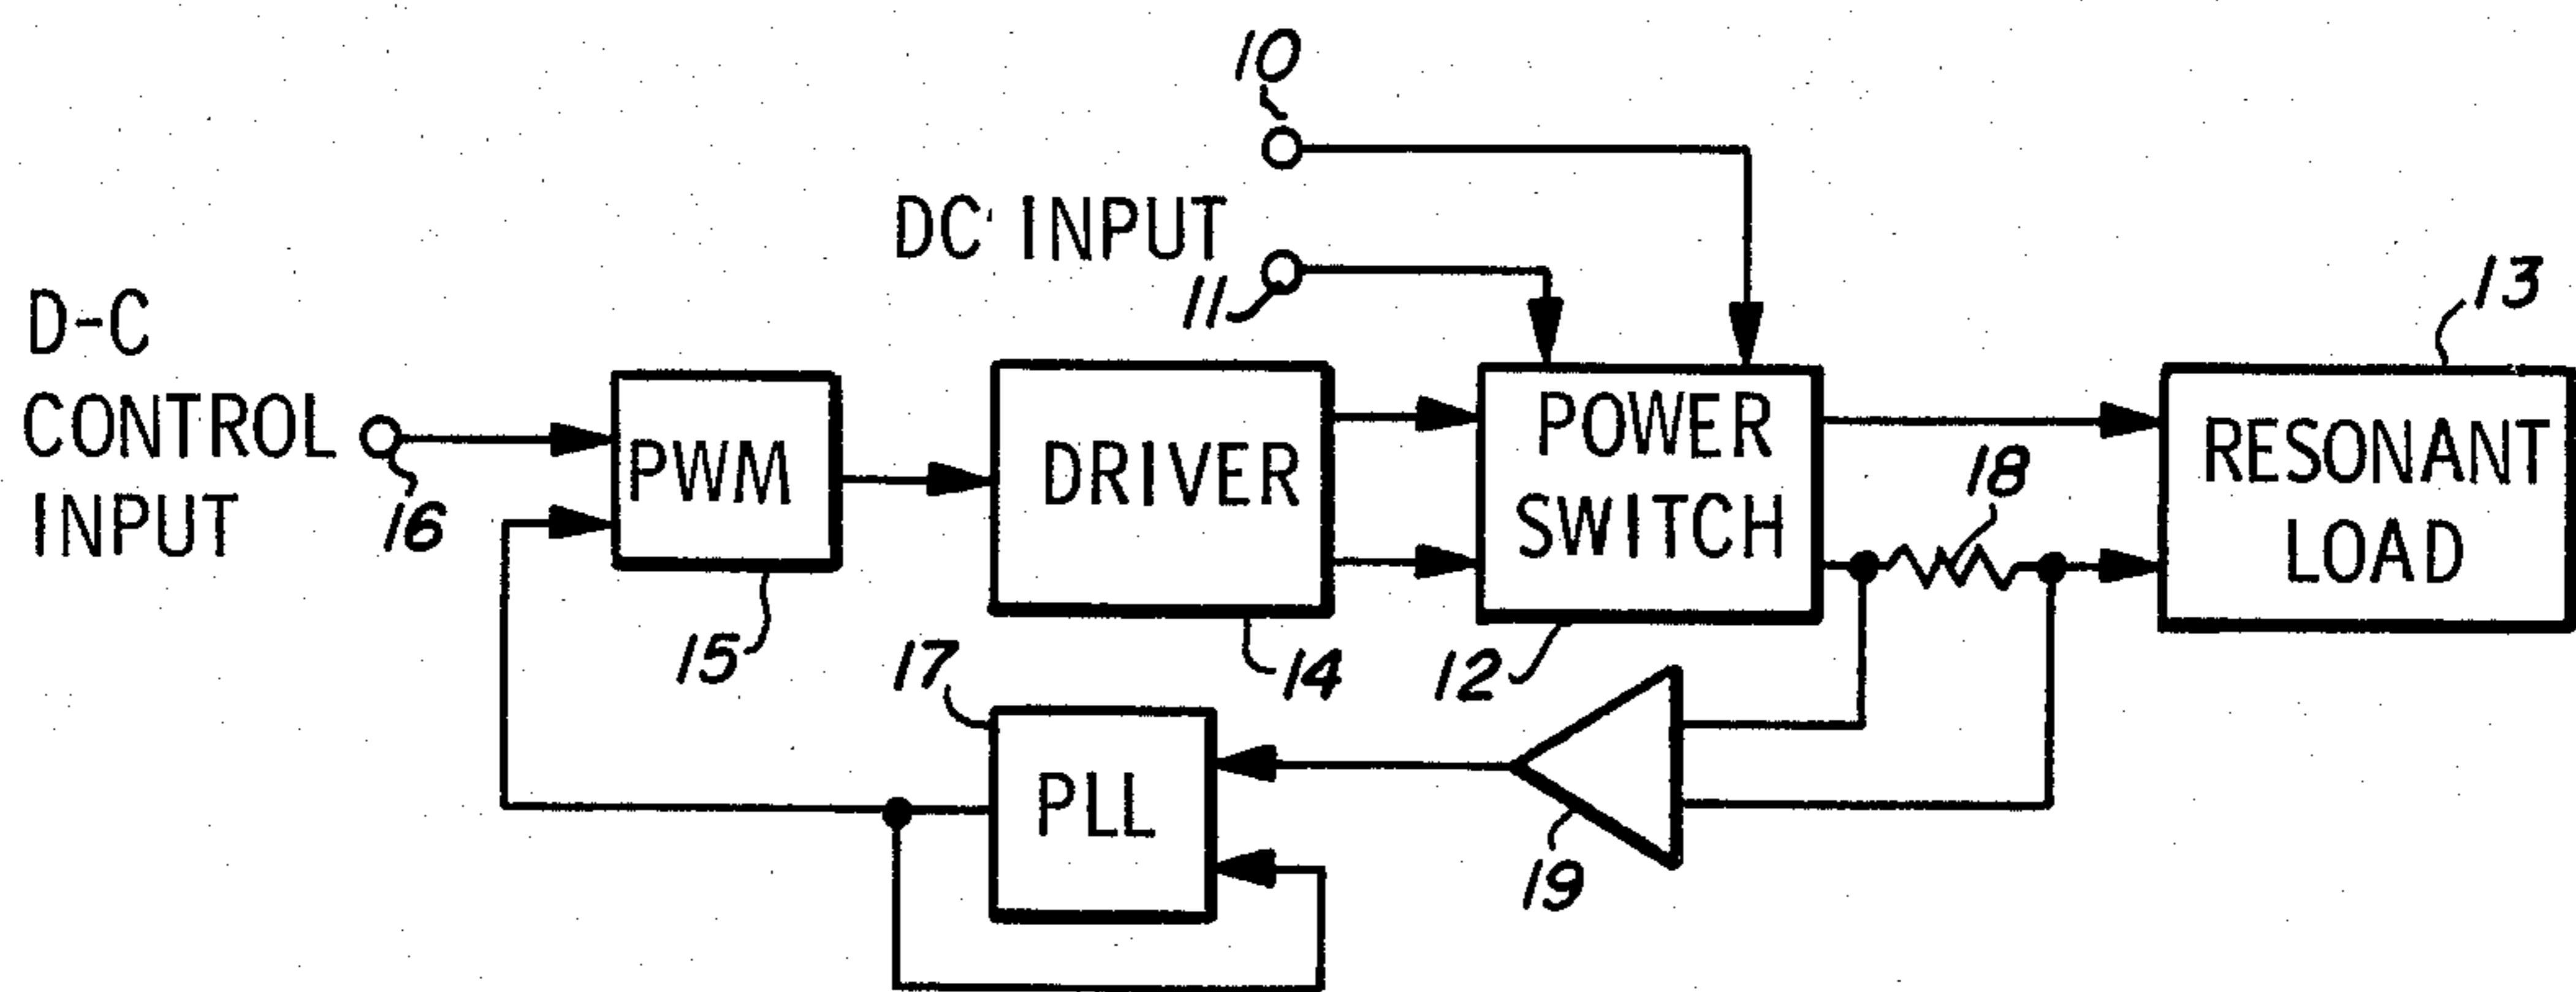 10
DC INPUT
11
D-C
CONTROL
INPUT
16
PWM
15
DRIVER
14
POWER
SWITCH
12
18
13
RESONANT
LOAD
17
PLL
19